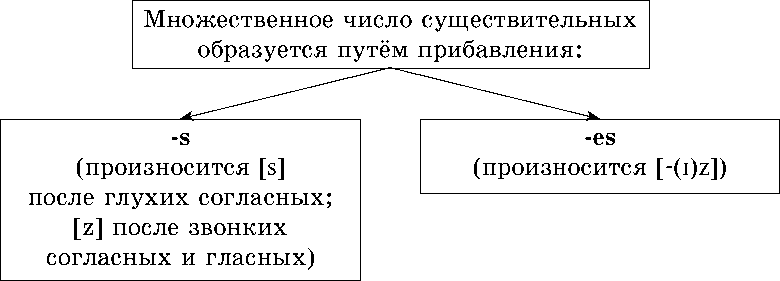 Множественное число существительных
образуется путём прибавления:
-s
(произносится [s]
после глухих согласных;
[z] после звонких
согласных и гласных)
-es
(произносится [-(ɪ)z])